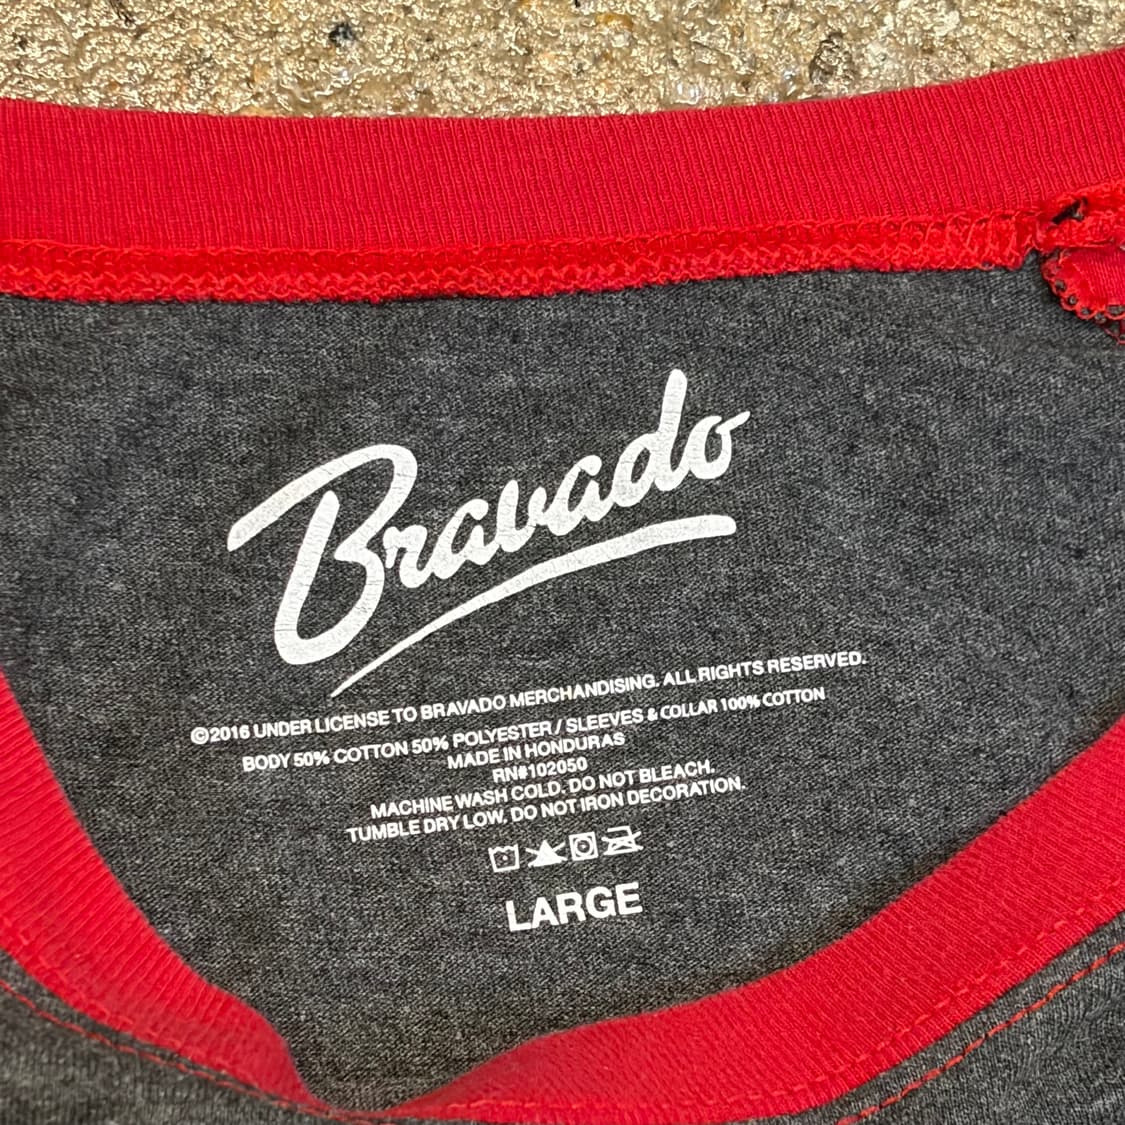 Bravado
©2016 UNDER LICENSE TO BRAVADO MERCHANDISING. ALL RIGHTS RESERVED.
BODY 50% COTTON 50% POLYESTER / SLEEVES & COLLAR 100% COTTON
MADE IN HONDURAS
RN#102050
MACHINE WASH COLD. DO NOT BLEACH.
TUMBLE DRY LOW. DO NOT IRON DECORATION.
LARGE